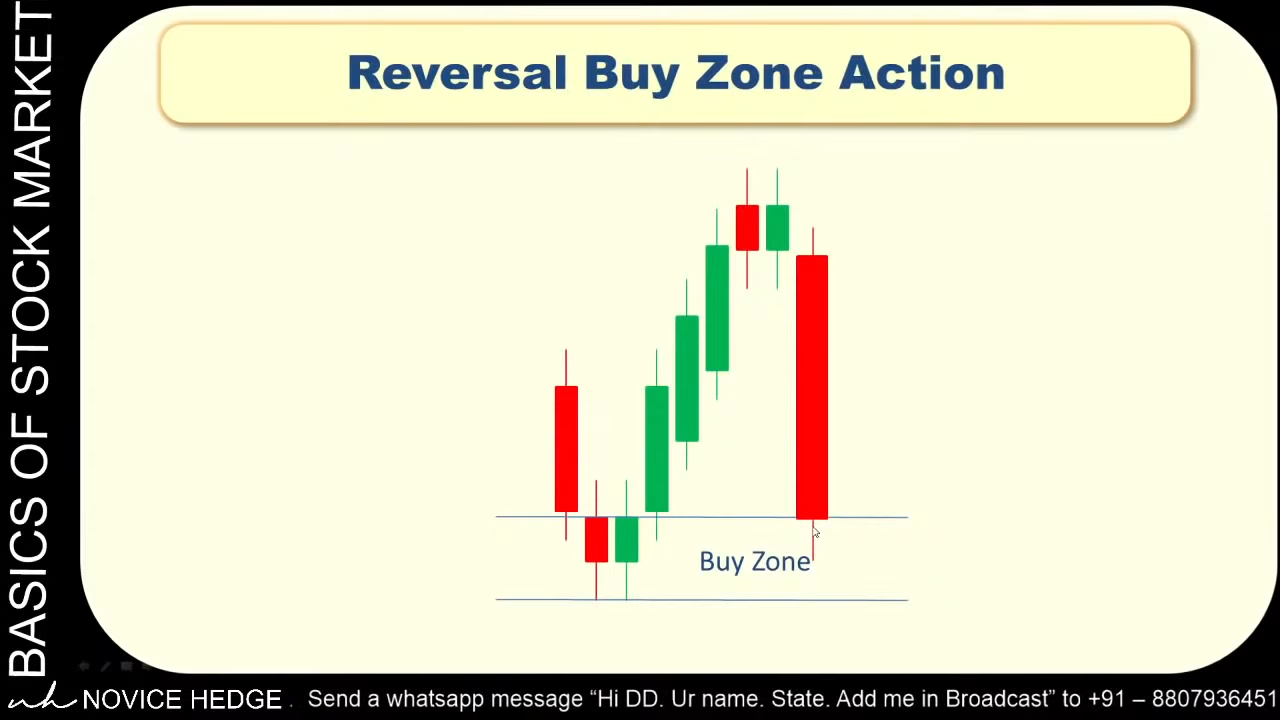 Reversal Buy Zone Action
BASICS OF STOCK MARKET
Buy Zone
nh NOVICE HEDGE . Send a whatsapp message “Hi DD. Ur name. State. Add me in Broadcast” to +91 – 8807936451